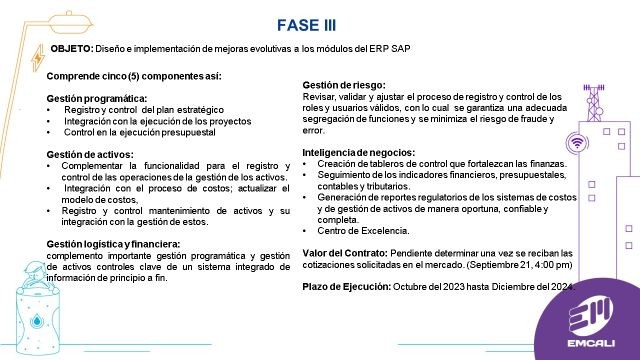 FASE III
OBJETO: Diseño e implementación de mejoras evolutivas a los módulos del ERP SAP
Comprende cinco (5) componentes así:
Gestión programática:
• Registro y control del plan estratégico
• Integración con la ejecución de los proyectos
• Control en la ejecución presupuestal
Gestión de activos:
• Complementar la funcionalidad para el registro y
control de las operaciones de la gestión de los activos.
• Integración con el proceso de costos; actualizar el
modelo de costos,
• Registro y control mantenimiento de activos y su
integración con la gestión de estos.
Gestión logística y financiera:
complemento importante gestión programática y gestión
de activos controles clave de un sistema integrado de
información de principio a fin.
Gestión de riesgo:
Revisar, validar y ajustar el proceso de registro y control de los
roles y usuarios válidos, con lo cual se garantiza una adecuada
segregación de funciones y se minimiza el riesgo de fraude y
error.
Inteligencia de negocios:
• Creación de tableros de control que fortalezcan las finanzas.
• Seguimiento de los indicadores financieros, presupuestales,
contables y tributarios.
• Generación de reportes regulatorios de los sistemas de costos
y de gestión de activos de manera oportuna, confiable y
completa.
• Centro de Excelencia.
Valor del Contrato: Pendiente determinar una vez se reciban las
cotizaciones solicitadas en el mercado. (Septiembre 21, 4:00 pm)
Plazo de Ejecución: Octubre del 2023 hasta Diciembre del 2024.
EMCALI